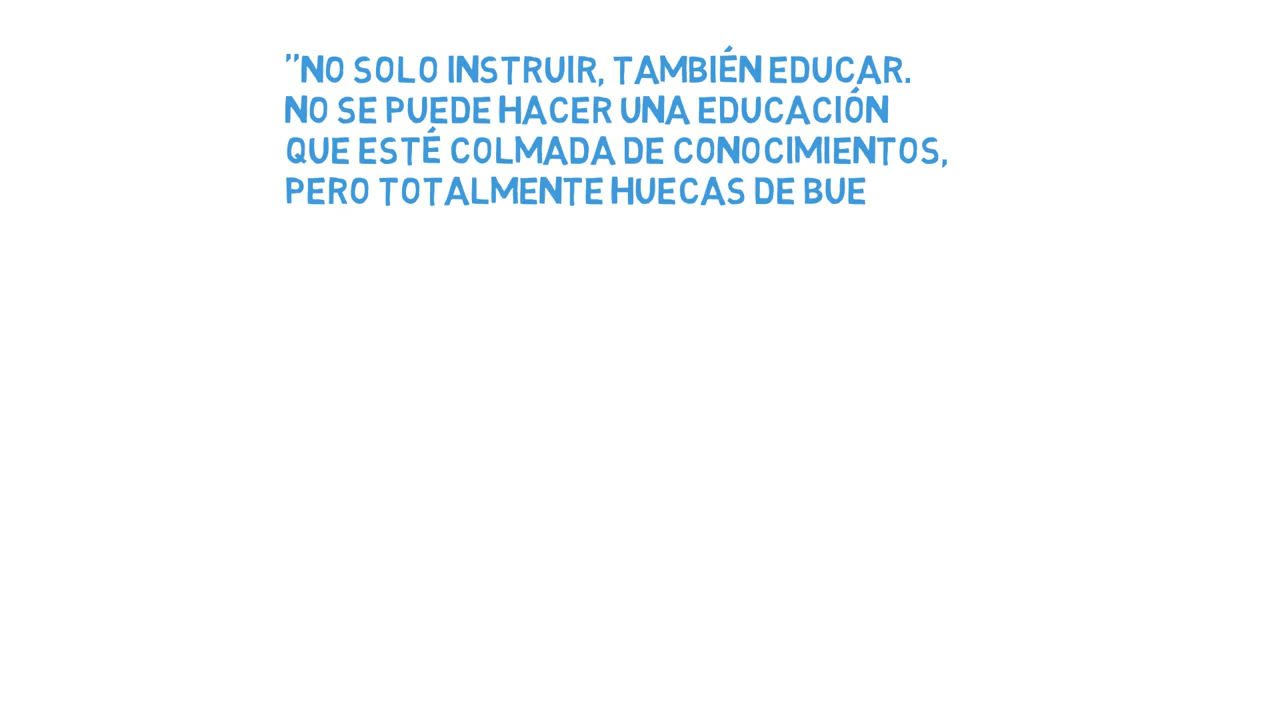 "NO SOLO INSTRUIR, TAMBIÉN EDUCAR.
NO SE PUEDE HACER UNA EDUCACIÓN
QUE ESTÉ COLMADA DE CONOCIMIENTOS,
PERO TOTALMENTE HUECAS DE BUE